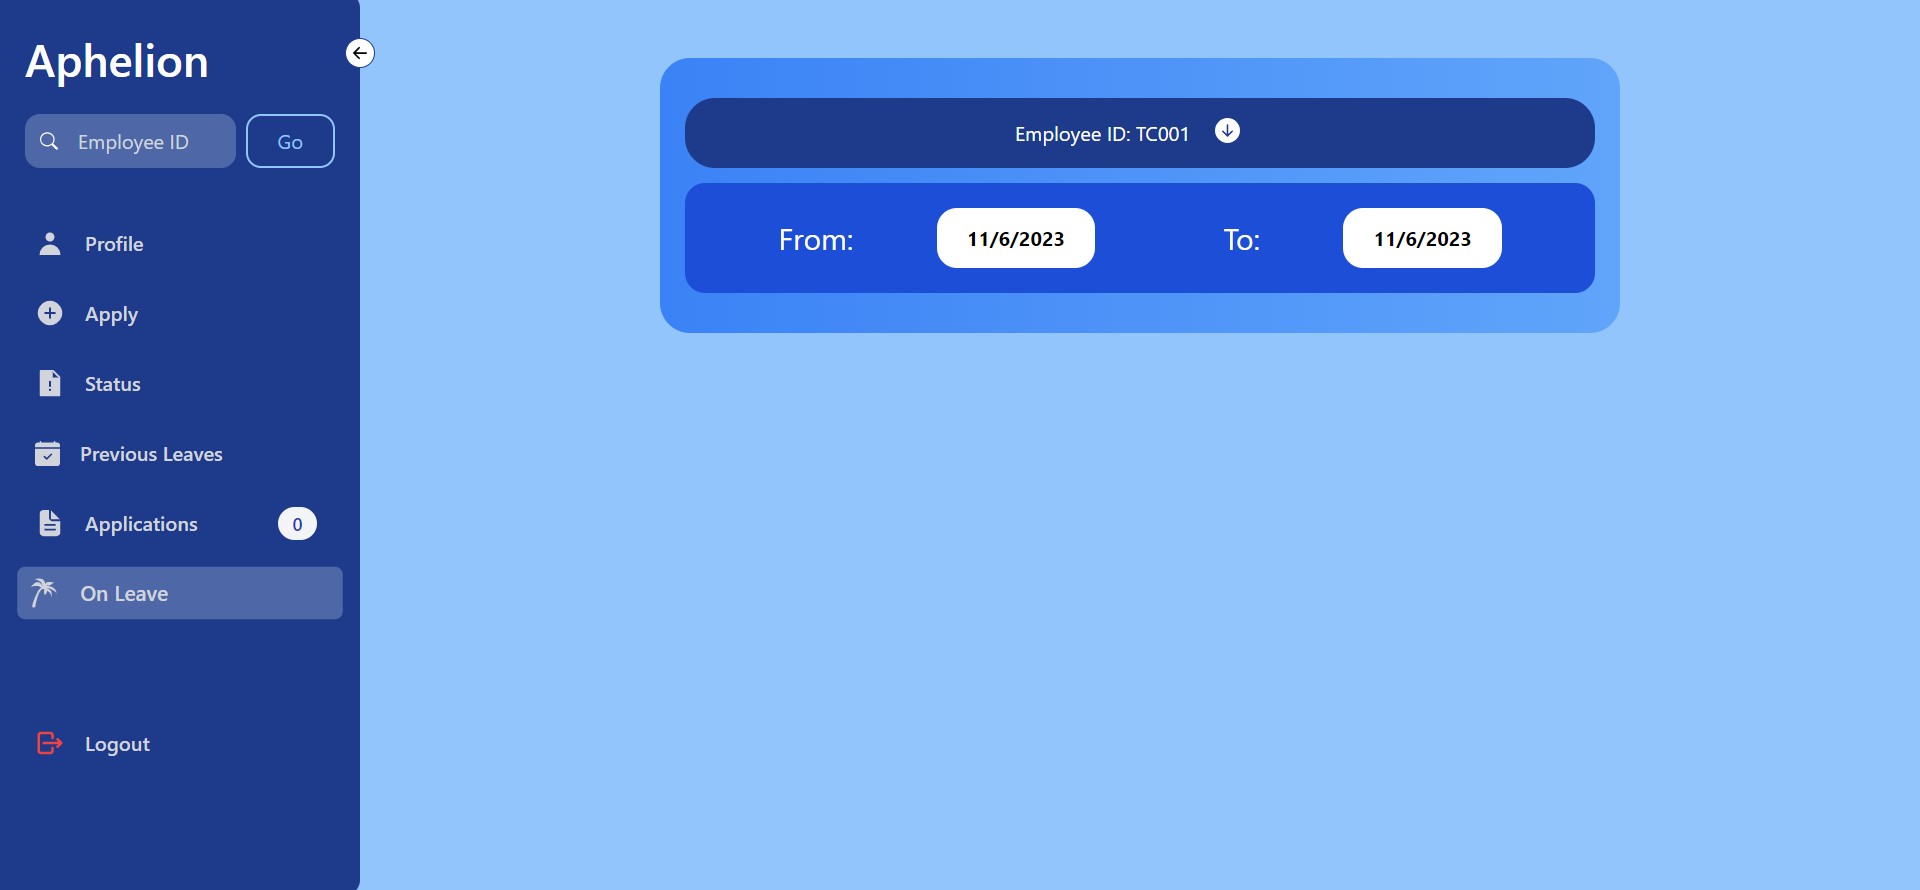 Aphelion
Employee ID
Go
Profile
Apply
Status
Previous Leaves
Applications
0
On Leave
Logout
Employee ID: TC001
From:
11/6/2023
To:
11/6/2023